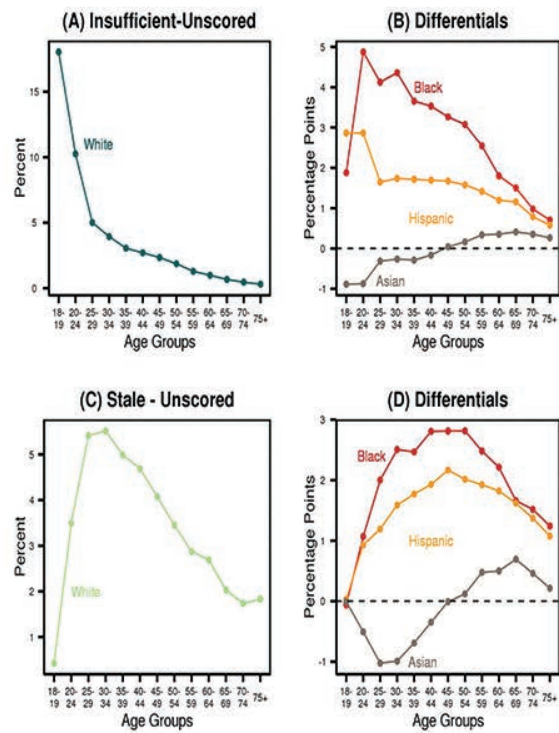 (A) Insufficient-Unscored
Percent
15
10
5
0
White
18- 20- 25- 30- 35- 40- 45- 50- 55- 60- 65- 70- 75+
19 24 29 34 39 44 49 54 59 64 69 74
Age Groups
(B) Differentials
Percentage Points
5
4
3
2
1
0
-1
Black
Hispanic
Asian
18- 20- 25- 30- 35- 40- 45- 50- 55- 60- 65- 70- 75+
19 24 29 34 39 44 49 54 59 64 69 74
Age Groups
(C) Stale - Unscored
Percent
5
4
3
2
1
White
18- 20- 25- 30- 35- 40- 45- 50- 55- 60- 65- 70- 75+
19 24 29 34 39 44 49 54 59 64 69 74
Age Groups
(D) Differentials
Percentage Points
3
2
1
0
-1
Black
Hispanic
Asian
18- 20- 25- 30- 35- 40- 45- 50- 55- 60- 65- 70- 75+
19 24 29 34 39 44 49 54 59 64 69 74
Age Groups